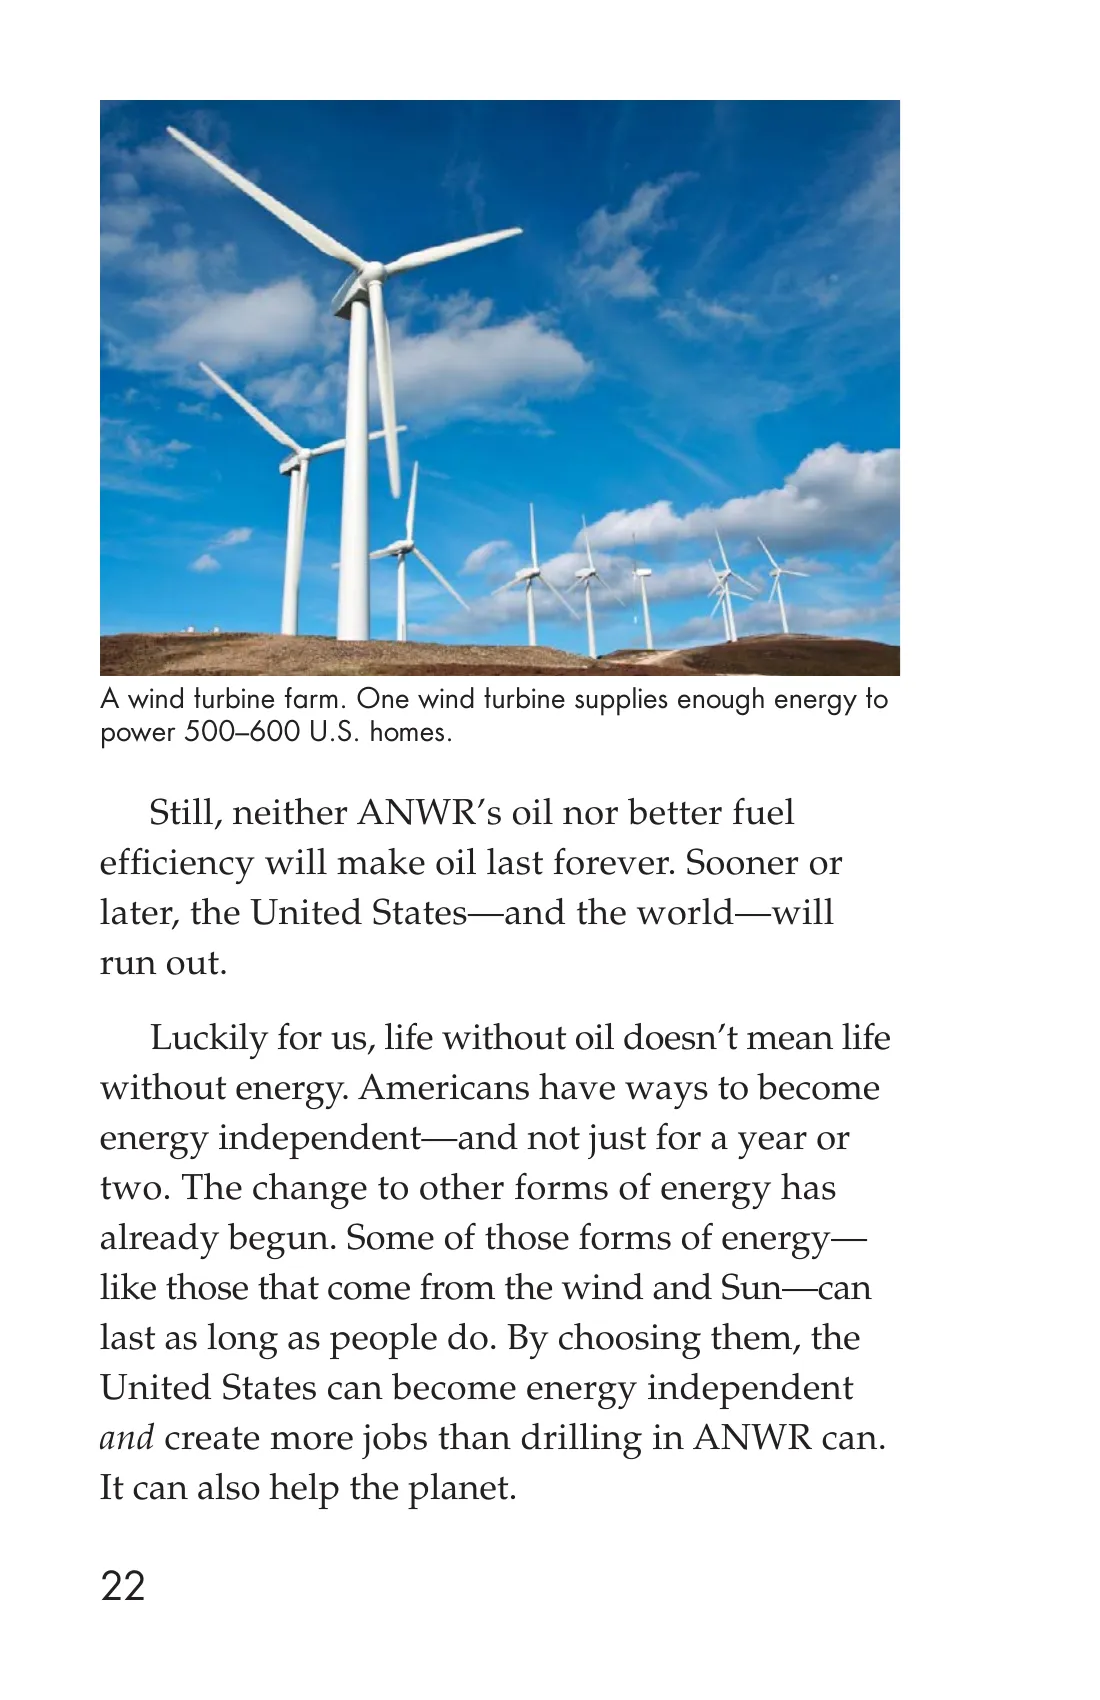 A wind turbine farm. One wind turbine supplies enough energy to
power 500–600 U.S. homes.
Still, neither ANWR’s oil nor better fuel
efficiency will make oil last forever. Sooner or
later, the United States—and the world—will
run out.
Luckily for us, life without oil doesn’t mean life
without energy. Americans have ways to become
energy independent—and not just for a year or
two. The change to other forms of energy has
already begun. Some of those forms of energy—
like those that come from the wind and Sun—can
last as long as people do. By choosing them, the
United States can become energy independent
and create more jobs than drilling in ANWR can.
It can also help the planet.
22